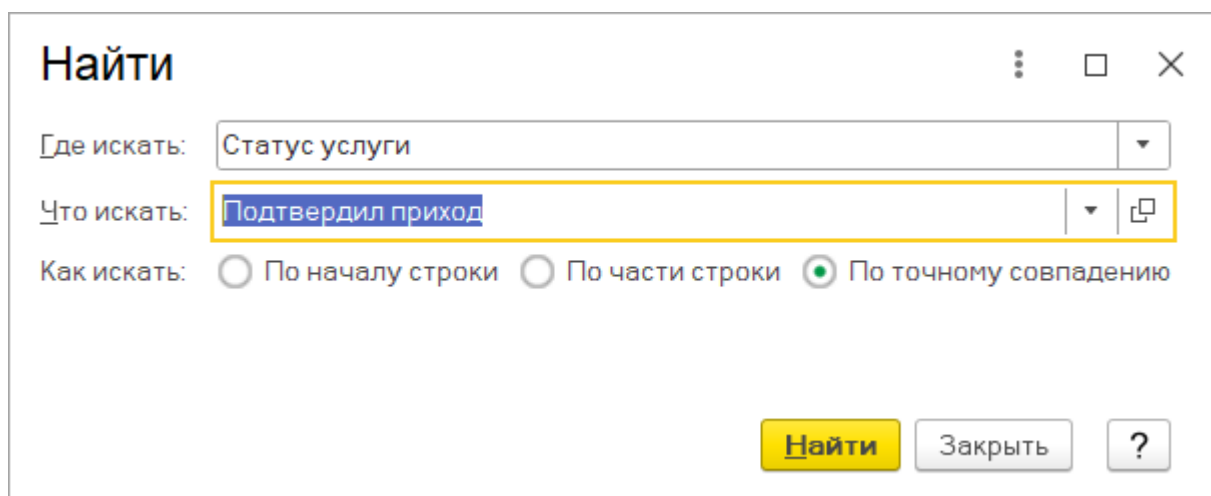 Найти
Где искать: Статус услуги
Что искать: Подтвердил приход
Как искать: По началу строки По части строки По точному совпадению
Найти Закрыть ?